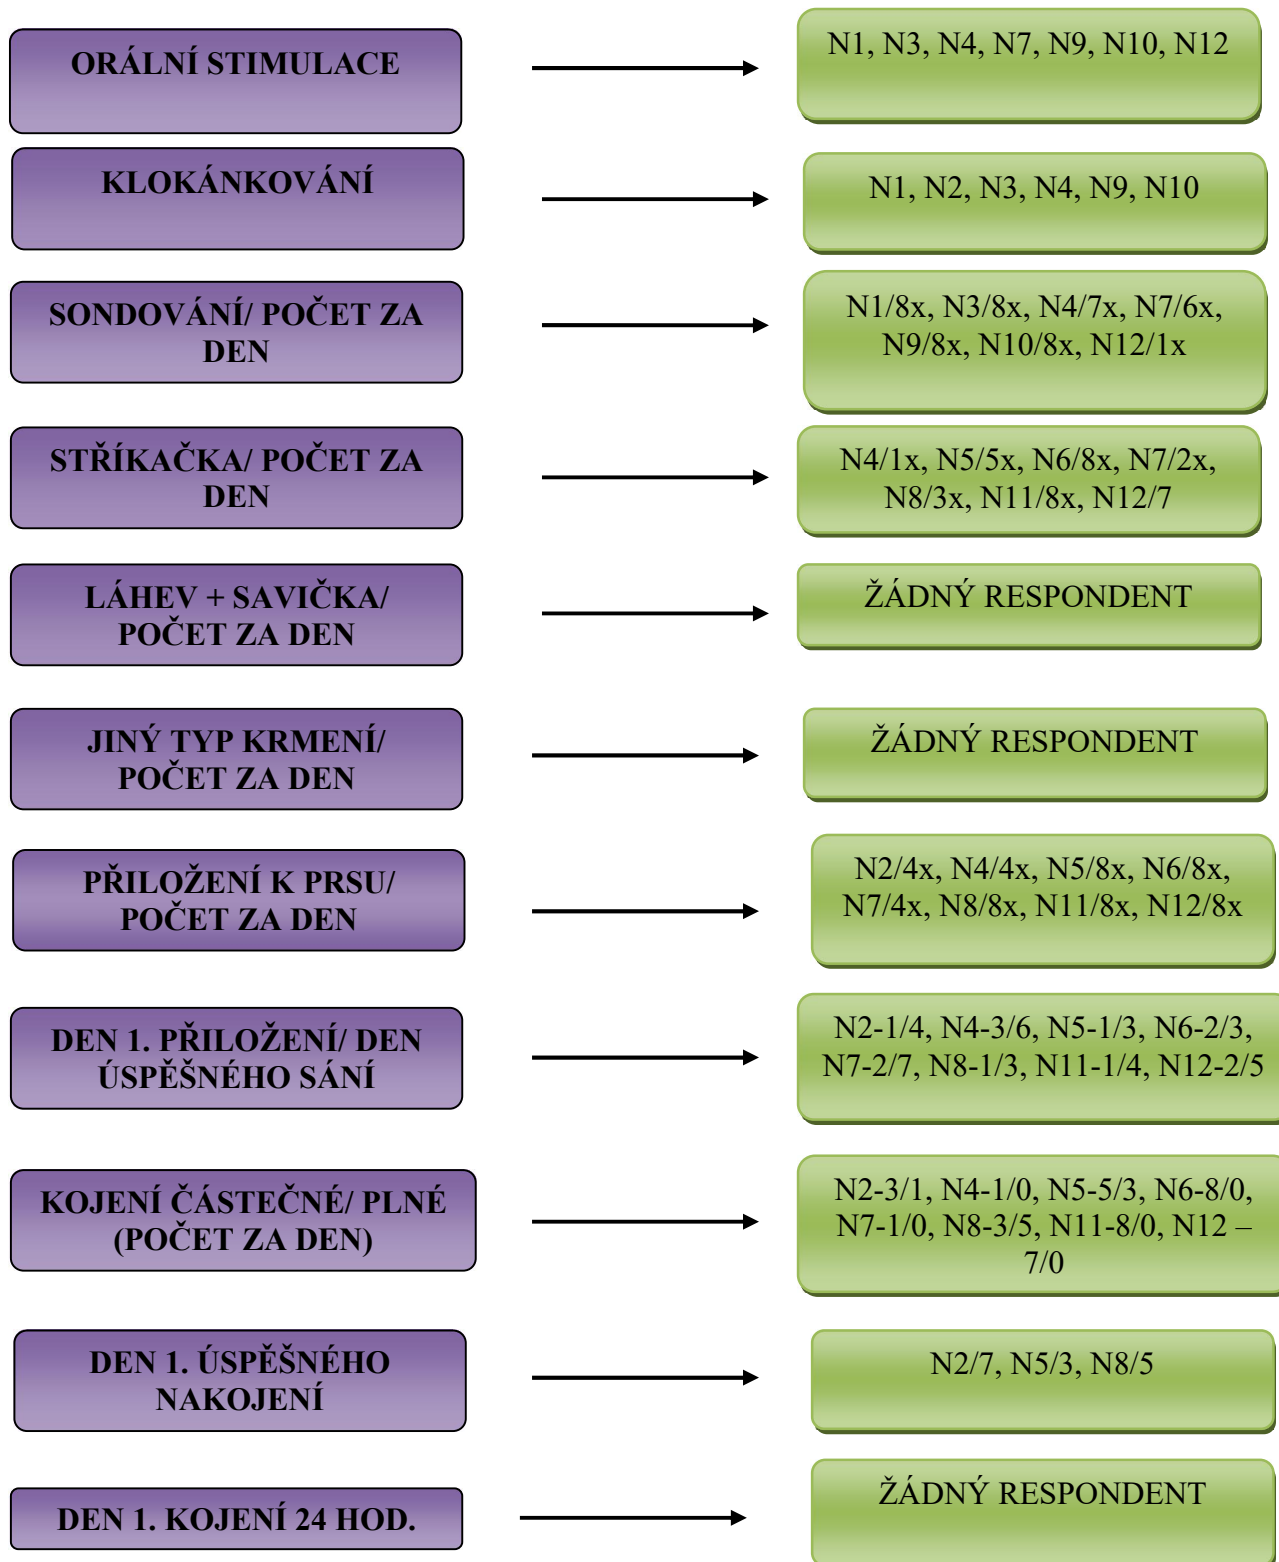 ORÁLNÍ STIMULACE
N1, N3, N4, N7, N9, N10, N12
KLOKÁNKOVÁNÍ
N1, N2, N3, N4, N9, N10
SONDOVÁNÍ/ POČET ZA
DEN
N1/8x, N3/8x, N4/7x, N7/6x,
N9/8x, N10/8x, N12/1x
STŘÍKAČKA/ POČET ZA
DEN
N4/1x, N5/5x, N6/8x, N7/2x,
N8/3x, N11/8x, N12/7
LÁHEV + SAVIČKA/
POČET ZA DEN
ŽÁDNÝ RESPONDENT
JINÝ TYP KRMENÍ/
POČET ZA DEN
ŽÁDNÝ RESPONDENT
PŘILOŽENÍ K PRSU/
POČET ZA DEN
N2/4x, N4/4x, N5/8x, N6/8x,
N7/4x, N8/8x, N11/8x, N12/8x
DEN 1. PŘILOŽENÍ/ DEN
ÚSPĚŠNÉHO SÁNÍ
N2-1/4, N4-3/6, N5-1/3, N6-2/3,
N7-2/7, N8-1/3, N11-1/4, N12-2/5
KOJENÍ ČÁSTEČNÉ/ PLNÉ
(POČET ZA DEN)
N2-3/1, N4-1/0, N5-5/3, N6-8/0,
N7-1/0, N8-3/5, N11-8/0, N12 –
7/0
DEN 1. ÚSPĚŠNÉHO
NAKOJENÍ
N2/7, N5/3, N8/5
DEN 1. KOJENÍ 24 HOD.
ŽÁDNÝ RESPONDENT